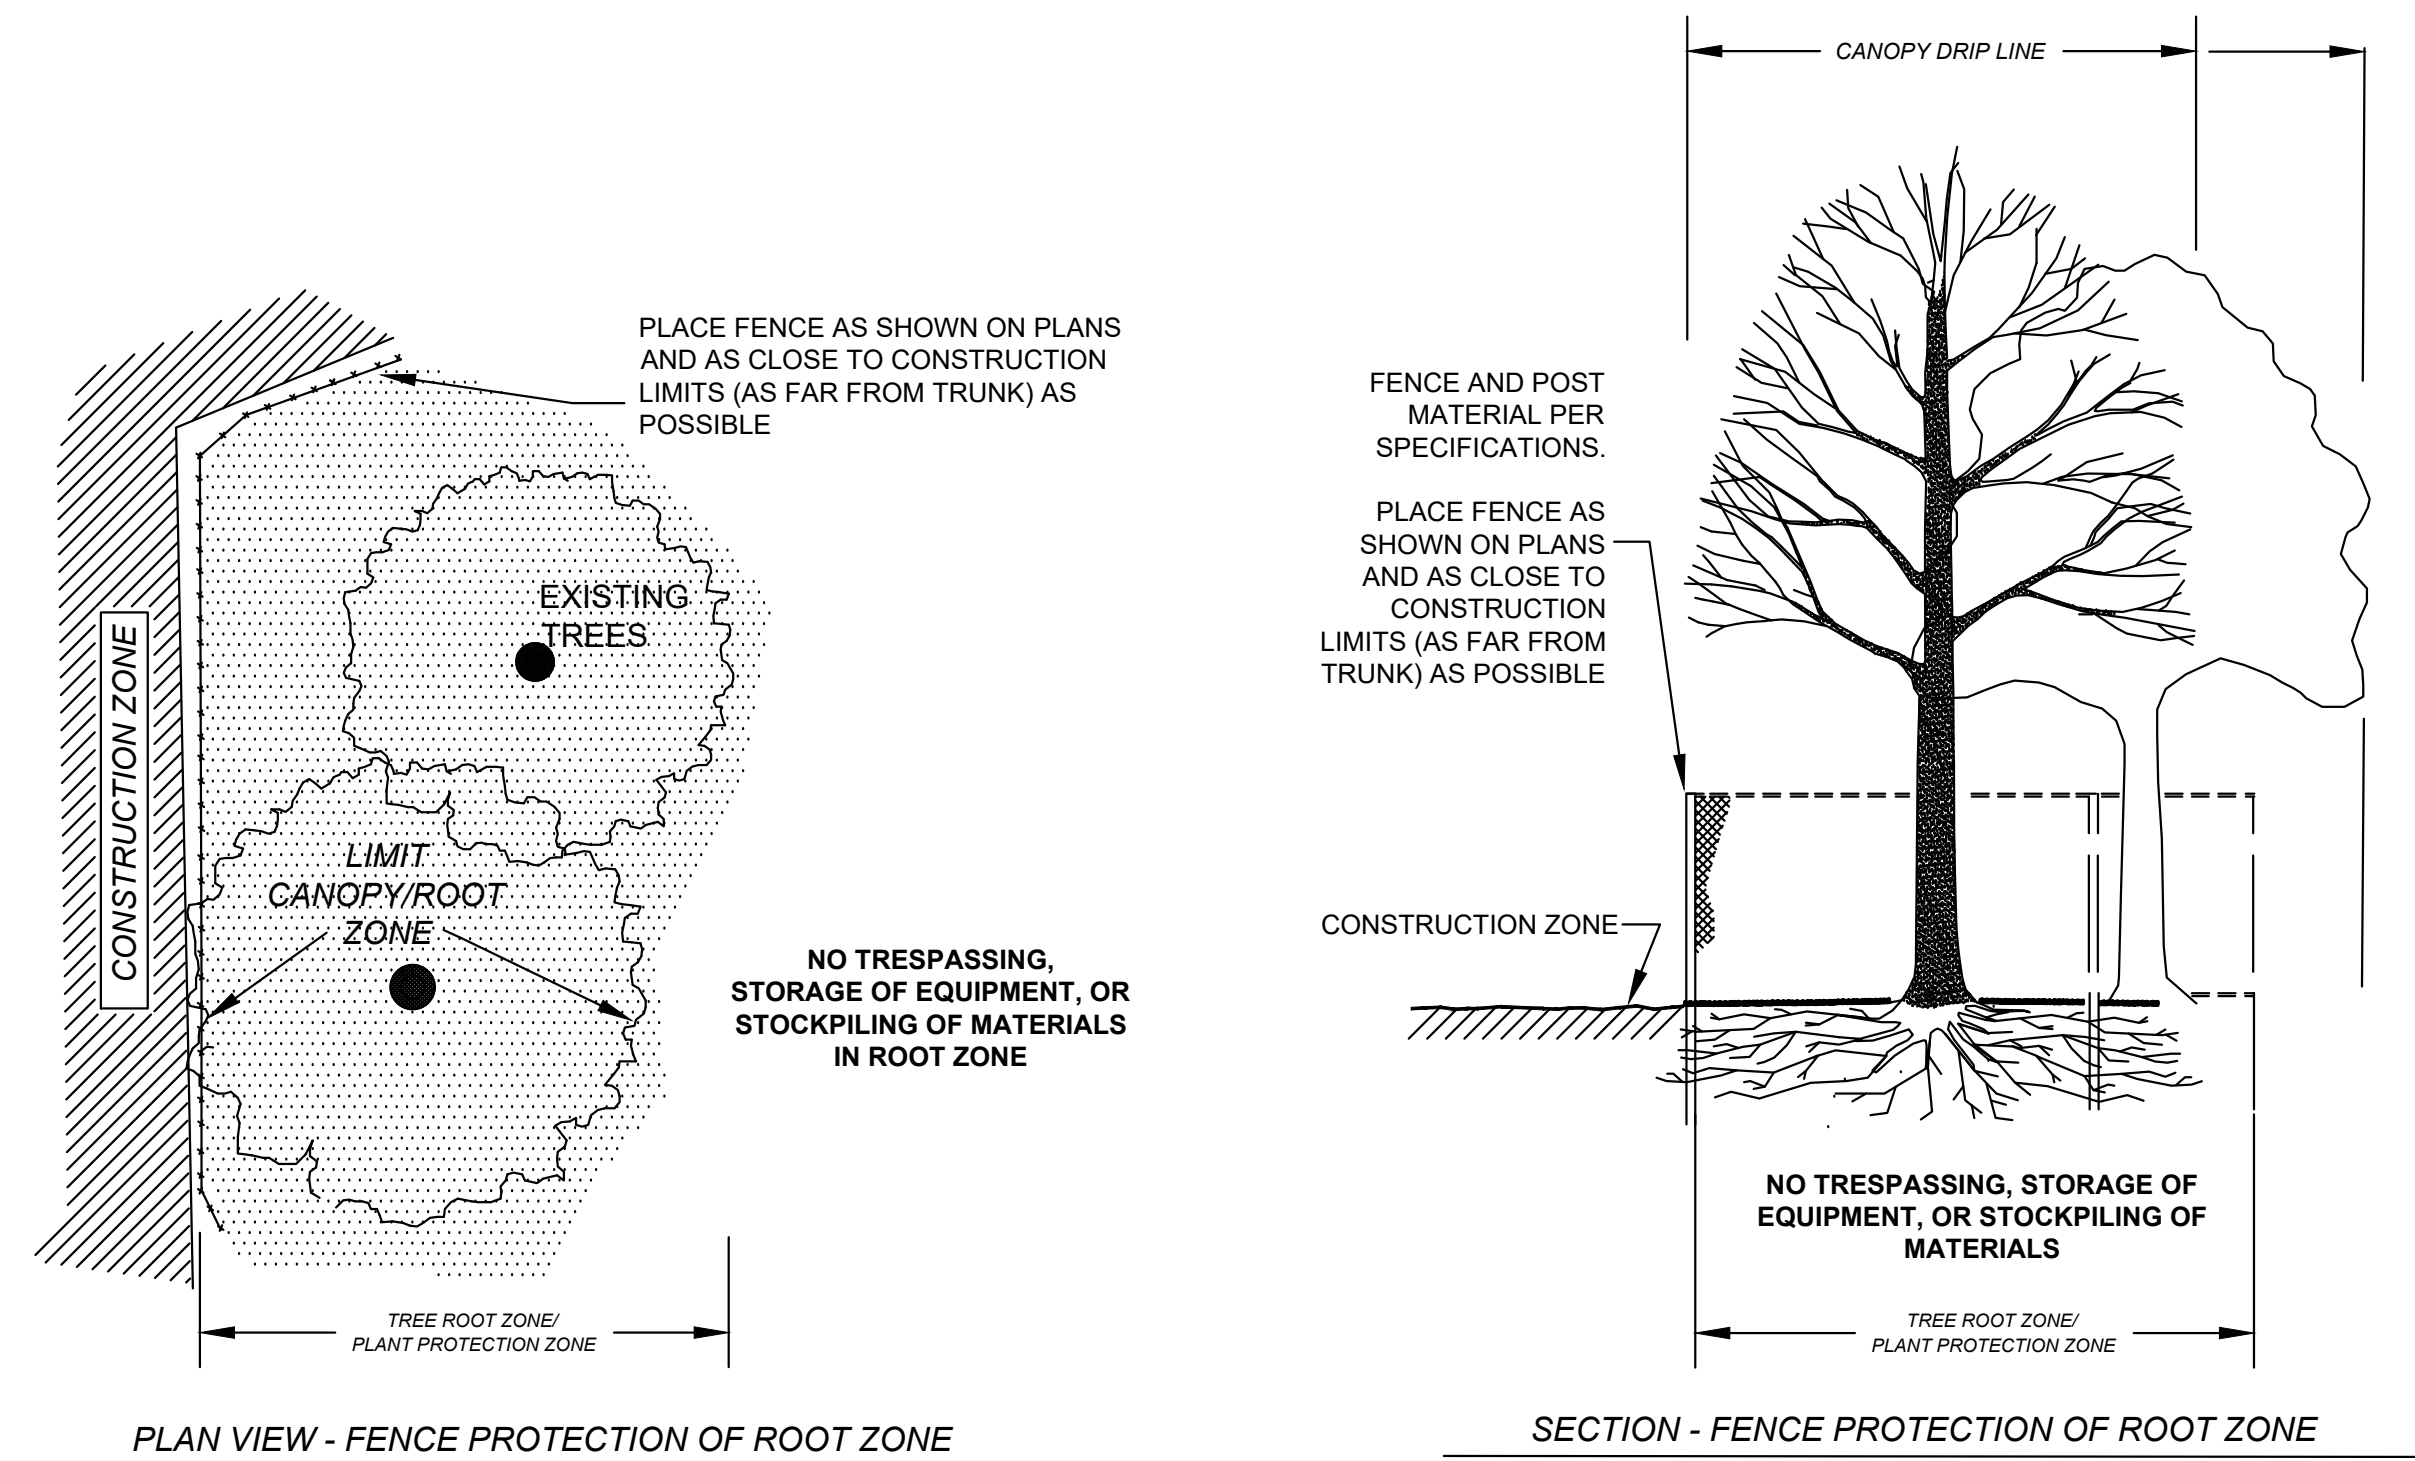 PLACE FENCE AS SHOWN ON PLANS
AND AS CLOSE TO CONSTRUCTION
LIMITS (AS FAR FROM TRUNK) AS
POSSIBLE
EXISTING
TREES
CONSTRUCTION ZONE
LIMIT
CANOPY/ROOT
ZONE
NO TRESPASSING,
STORAGE OF EQUIPMENT, OR
STOCKPILING OF MATERIALS
IN ROOT ZONE
TREE ROOT ZONE/
PLANT PROTECTION ZONE
PLAN VIEW - FENCE PROTECTION OF ROOT ZONE
CANOPY DRIP LINE
FENCE AND POST
MATERIAL PER
SPECIFICATIONS.
PLACE FENCE AS
SHOWN ON PLANS
AND AS CLOSE TO
CONSTRUCTION
LIMITS (AS FAR FROM
TRUNK) AS POSSIBLE
CONSTRUCTION ZONE
NO TRESPASSING, STORAGE OF
EQUIPMENT, OR STOCKPILING OF
MATERIALS
TREE ROOT ZONE/
PLANT PROTECTION ZONE
SECTION - FENCE PROTECTION OF ROOT ZONE